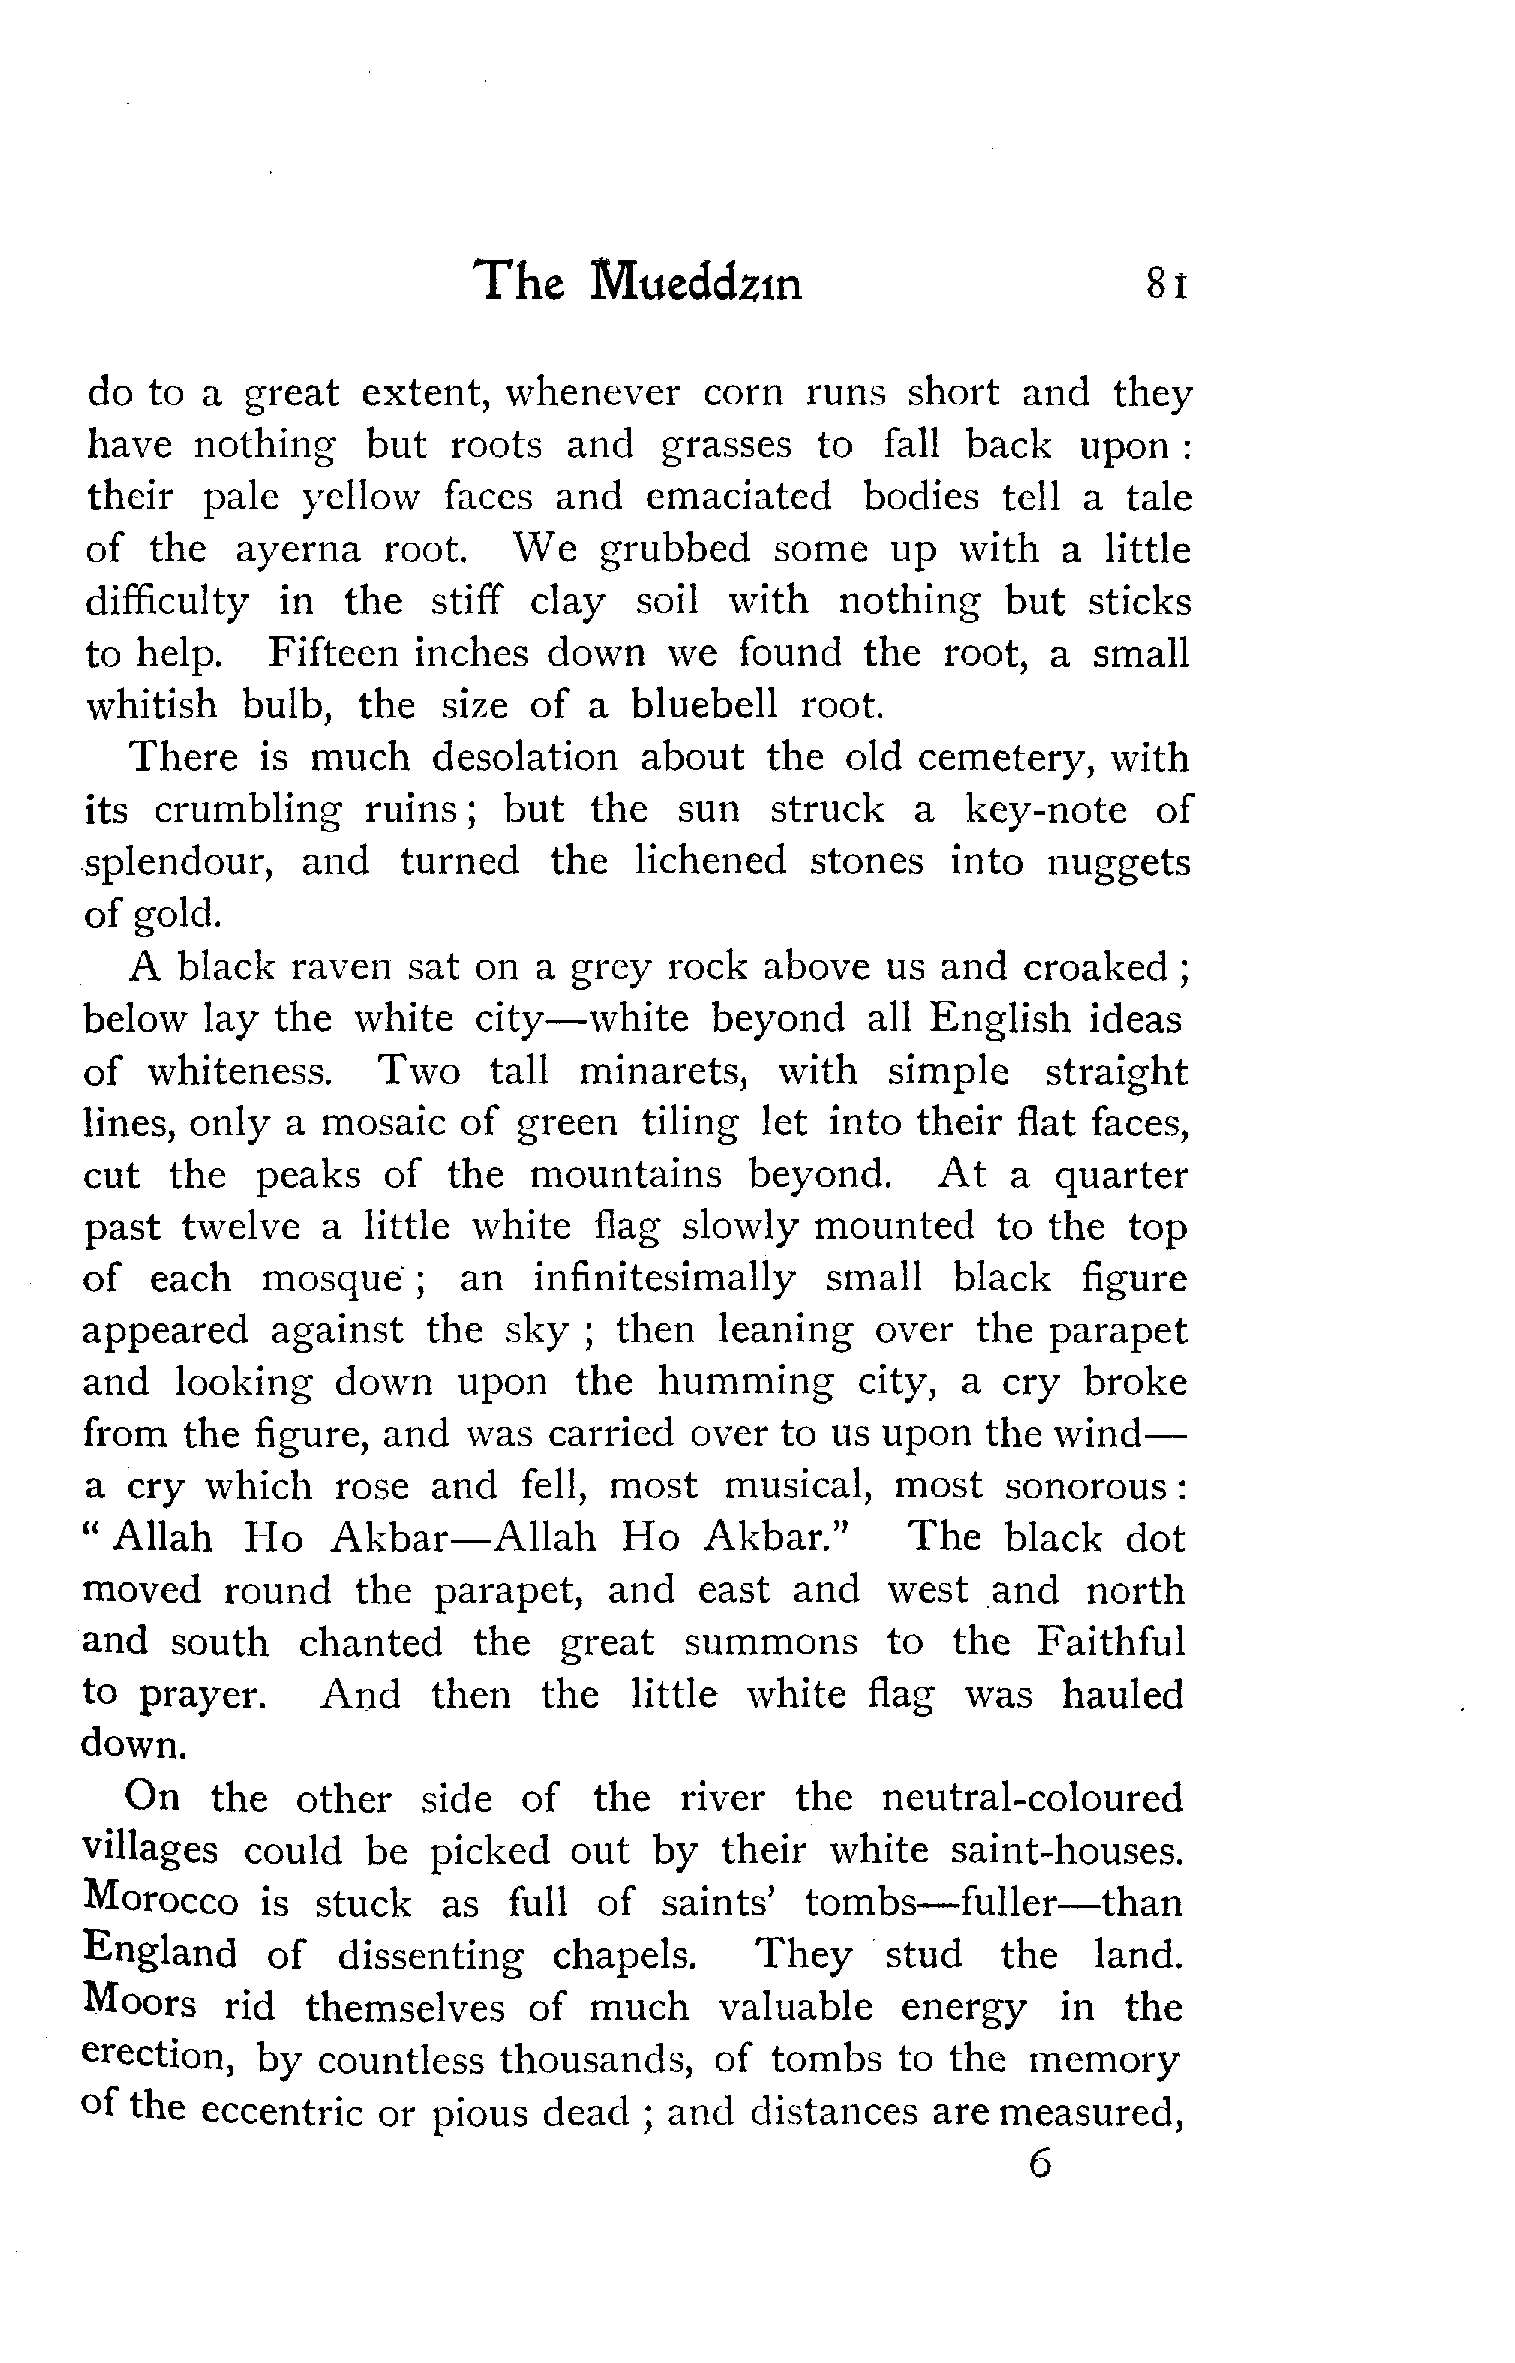 The Mueddzin 81
do to a great extent, whenever corn runs short and they
have nothing but roots and grasses to fall back upon :
their pale yellow faces and emaciated bodies tell a tale
of the ayerna root. We grubbed some up with a little
difficulty in the stiff clay soil with nothing but sticks
to help. Fifteen inches down we found the root, a small
whitish bulb, the size of a bluebell root.
There is much desolation about the old cemetery, with
its crumbling ruins ; but the sun struck a key-note of
splendour, and turned the lichened stones into nuggets
of gold.
A black raven sat on a grey rock above us and croaked ;
below lay the white city—white beyond all English ideas
of whiteness. Two tall minarets, with simple straight
lines, only a mosaic of green tiling let into their flat faces,
cut the peaks of the mountains beyond. At a quarter
past twelve a little white flag slowly mounted to the top
of each mosque ; an infinitesimally small black figure
appeared against the sky ; then leaning over the parapet
and looking down upon the humming city, a cry broke
from the figure, and was carried over to us upon the wind—
a cry which rose and fell, most musical, most sonorous :
“ Allah Ho Akbar—Allah Ho Akbar.” The black dot
moved round the parapet, and east and west and north
and south chanted the great summons to the Faithful
to prayer. And then the little white flag was hauled
down.
On the other side of the river the neutral-coloured
villages could be picked out by their white saint-houses.
Morocco is stuck as full of saints’ tombs—fuller—than
England of dissenting chapels. They stud the land.
Moors rid themselves of much valuable energy in the
erection, by countless thousands, of tombs to the memory
of the eccentric or pious dead ; and distances are measured,
6